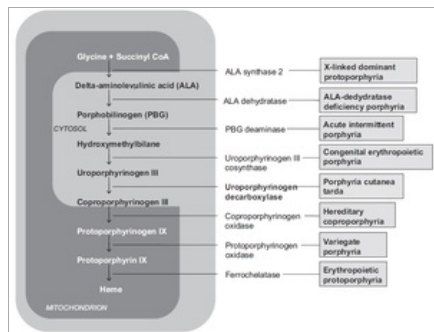 Glycine + Succinyl CoA
ALA synthase 2
X-linked dominant
protoporphyria
Delta-aminolevulinic acid (ALA)
ALA dehydratase
ALA-dedydratase
deficiency porphyria
Porphobilinogen (PBG)
CYTOSOL
PBG deaminase
Acute intermittent
porphyria
Hydroxymethylbilane
Uroporphyrinogen III
cosynthase
Congenital erythropoietic
porphyria
Uroporphyrinogen III
Uroporphyrinogen
decarboxylase
Porphyria cutanea
tarda
Coproporphyrinogen III
Coproporphyrinogen
oxidase
Hereditary
coproporphyria
Protoporphyrinogen IX
Protoporphyrinogen
oxidase
Variegate
porphyria
Protoporphyrin IX
Ferrochelatase
Erythropoietic
protoporphyria
Heme
MITOCHONDRION